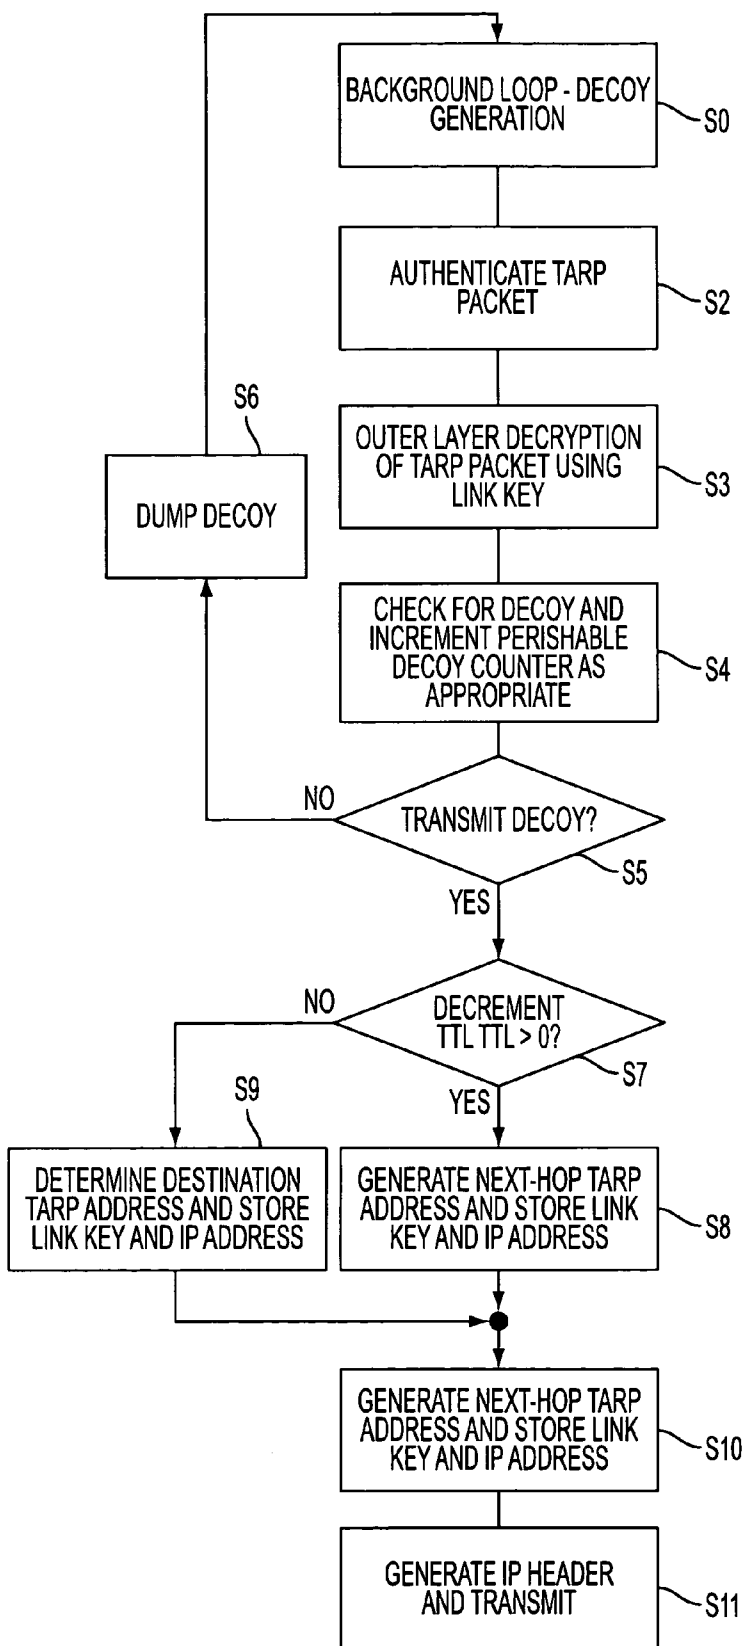 BACKGROUND LOOP - DECOY
GENERATION
S0
AUTHENTICATE TARP
PACKET
S2
OUTER LAYER DECRYPTION
OF TARP PACKET USING
LINK KEY
S3
S6
DUMP DECOY
CHECK FOR DECOY AND
INCREMENT PERISHABLE
DECOY COUNTER AS
APPROPRIATE
S4
NO
TRANSMIT DECOY?
S5
YES
NO
DECREMENT
TTL TTL > 0?
S7
YES
S9
DETERMINE DESTINATION
TARP ADDRESS AND STORE
LINK KEY AND IP ADDRESS
GENERATE NEXT-HOP TARP
ADDRESS AND STORE LINK
KEY AND IP ADDRESS
S8
GENERATE NEXT-HOP TARP
ADDRESS AND STORE LINK
KEY AND IP ADDRESS
S10
GENERATE IP HEADER
AND TRANSMIT
S11